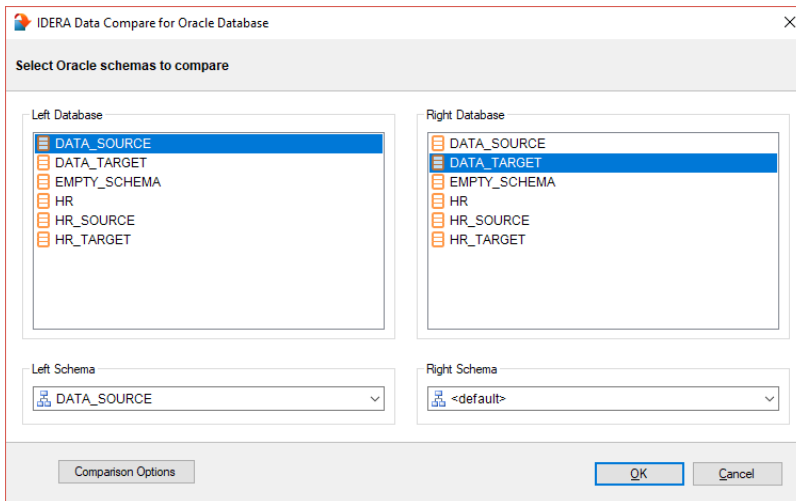 IDERA Data Compare for Oracle Database
Select Oracle schemas to compare
Left Database
DATA_SOURCE
DATA_TARGET
EMPTY_SCHEMA
HR
HR_SOURCE
HR_TARGET
Right Database
DATA_SOURCE
DATA_TARGET
EMPTY_SCHEMA
HR
HR_SOURCE
HR_TARGET
Left Schema
DATA_SOURCE
Right Schema
<default>
Comparison Options
OK
Cancel